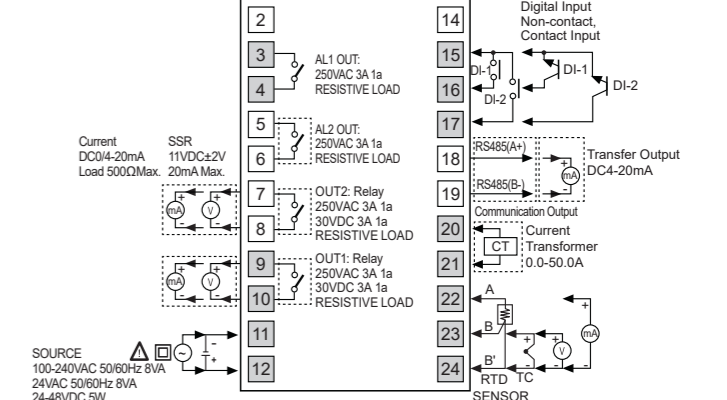 2
14
Digital Input
Non-contact,
Contact Input
3
4
AL1 OUT:
250VAC 3A 1a
RESISTIVE LOAD
15
16
17
DI-1
DI-2
DI-1
DI-2
5
6
AL2 OUT:
250VAC 3A 1a
RESISTIVE LOAD
18
RS485(A+)
19
RS485(B-)
Communication Output
mA
+
-
Transfer Output
DC4-20mA
Current
DC0/4-20mA
Load 500ΩMax.
SSR
11VDC±2V
20mA Max.
mA
+
-
V
+
-
7
8
OUT2: Relay
250VAC 3A 1a
30VDC 3A 1a
RESISTIVE LOAD
20
21
CT
Current
Transformer
0.0-50.0A
mA
+
-
V
+
-
9
10
OUT1: Relay
250VAC 3A 1a
30VDC 3A 1a
RESISTIVE LOAD
22
A
23
B
24
B'
RTD
TC
+
-
V
+
-
mA
+
-
SENSOR
11
12
-
+
~
SOURCE
100-240VAC 50/60Hz 8VA
24VAC 50/60Hz 8VA
24-48VDC 5W